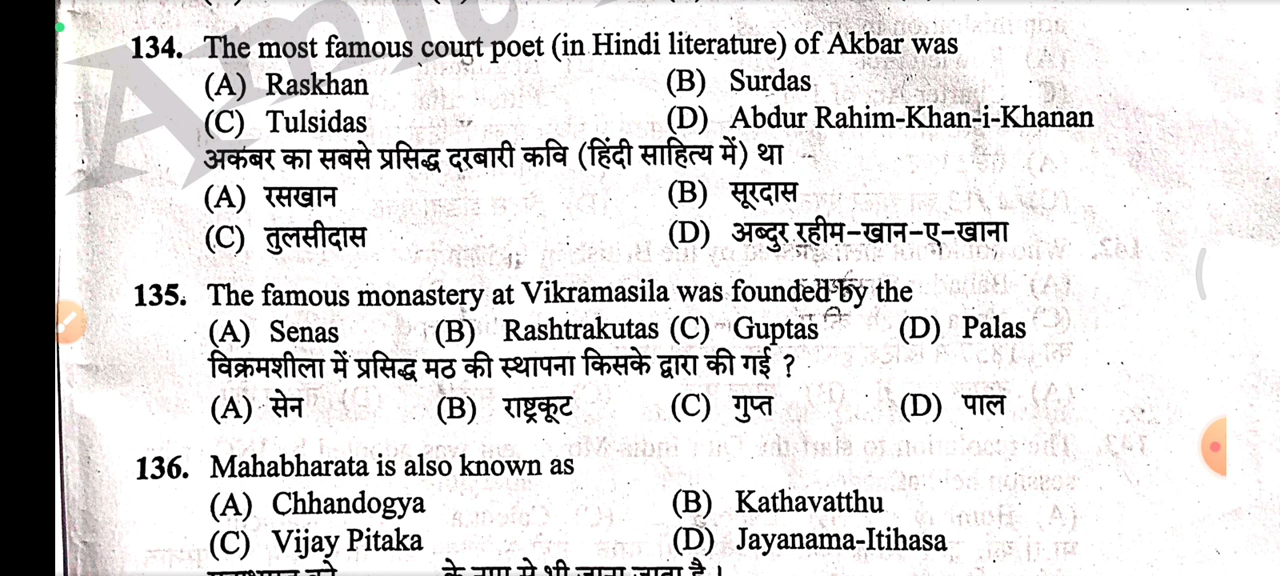 134. The most famous court poet (in Hindi literature) of Akbar was
(A) Raskhan (B) Surdas
(C) Tulsidas (D) Abdur Rahim-Khan-i-Khanan
अकबर का सबसे प्रसिद्ध दरबारी कवि (हिंदी साहित्य में) था
(A) रसखान (B) सूरदास
(C) तुलसीदास (D) अब्दुर रहीम-खान-ए-खाना
135. The famous monastery at Vikramasila was founded by the
(A) Senas (B) Rashtrakutas (C) Guptas (D) Palas
विक्रमशीला में प्रसिद्ध मठ की स्थापना किसके द्वारा की गई ?
(A) सेन (B) राष्ट्रकूट (C) गुप्त (D) पाल
136. Mahabharata is also known as
(A) Chhandogya (B) Kathavatthu
(C) Vijay Pitaka (D) Jayanama-Itihasa
के नाम से भी जाना जाता है।